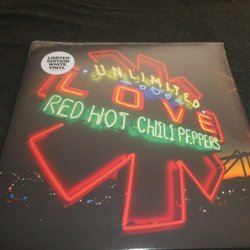 LIMITED
EDITION
WHITE
VINYL
UNLIMITED
LOVE
RED HOT CHILI PEPPERS